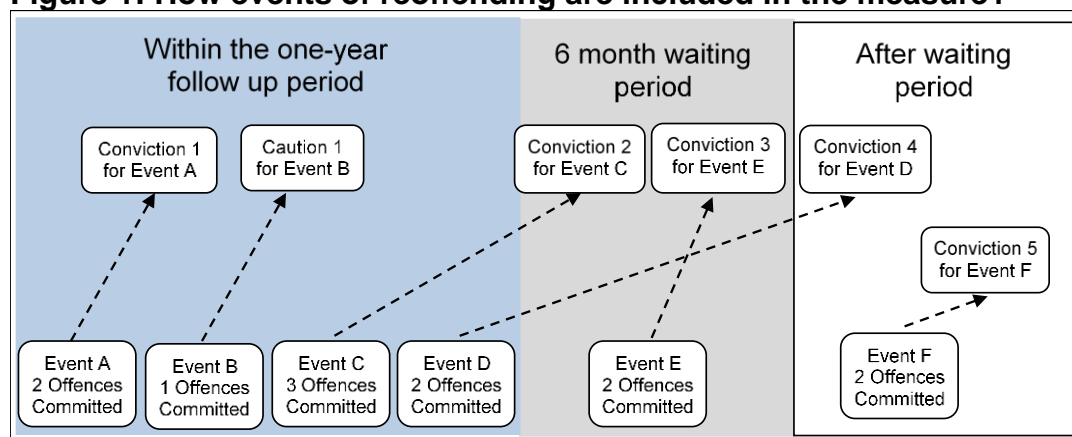 Figure 1: How events of reoffending are included in the measure?
Within the one-year
follow up period
6 month waiting
period
After waiting
period
Conviction 1
for Event A
Caution 1
for Event B
Conviction 2
for Event C
Conviction 3
for Event E
Conviction 4
for Event D
Conviction 5
for Event F
Event A
2 Offences
Committed
Event B
1 Offences
Committed
Event C
3 Offences
Committed
Event D
2 Offences
Committed
Event E
2 Offences
Committed
Event F
2 Offences
Committed